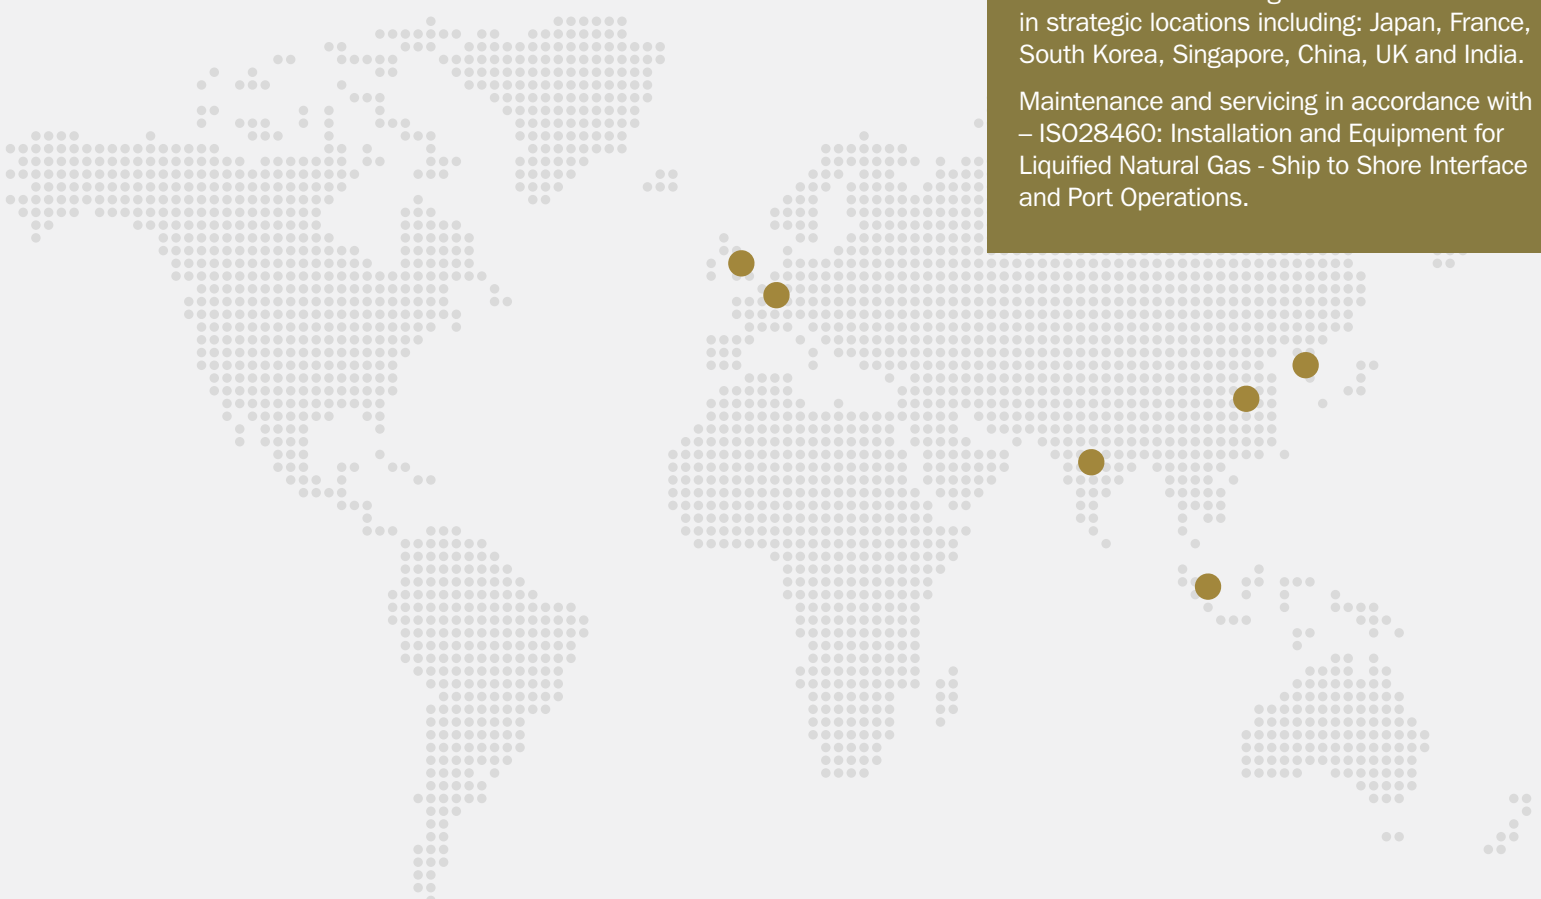 in strategic locations including: Japan, France,
South Korea, Singapore, China, UK and India.
Maintenance and servicing in accordance with
– ISO28460: Installation and Equipment for
Liquified Natural Gas - Ship to Shore Interface
and Port Operations.